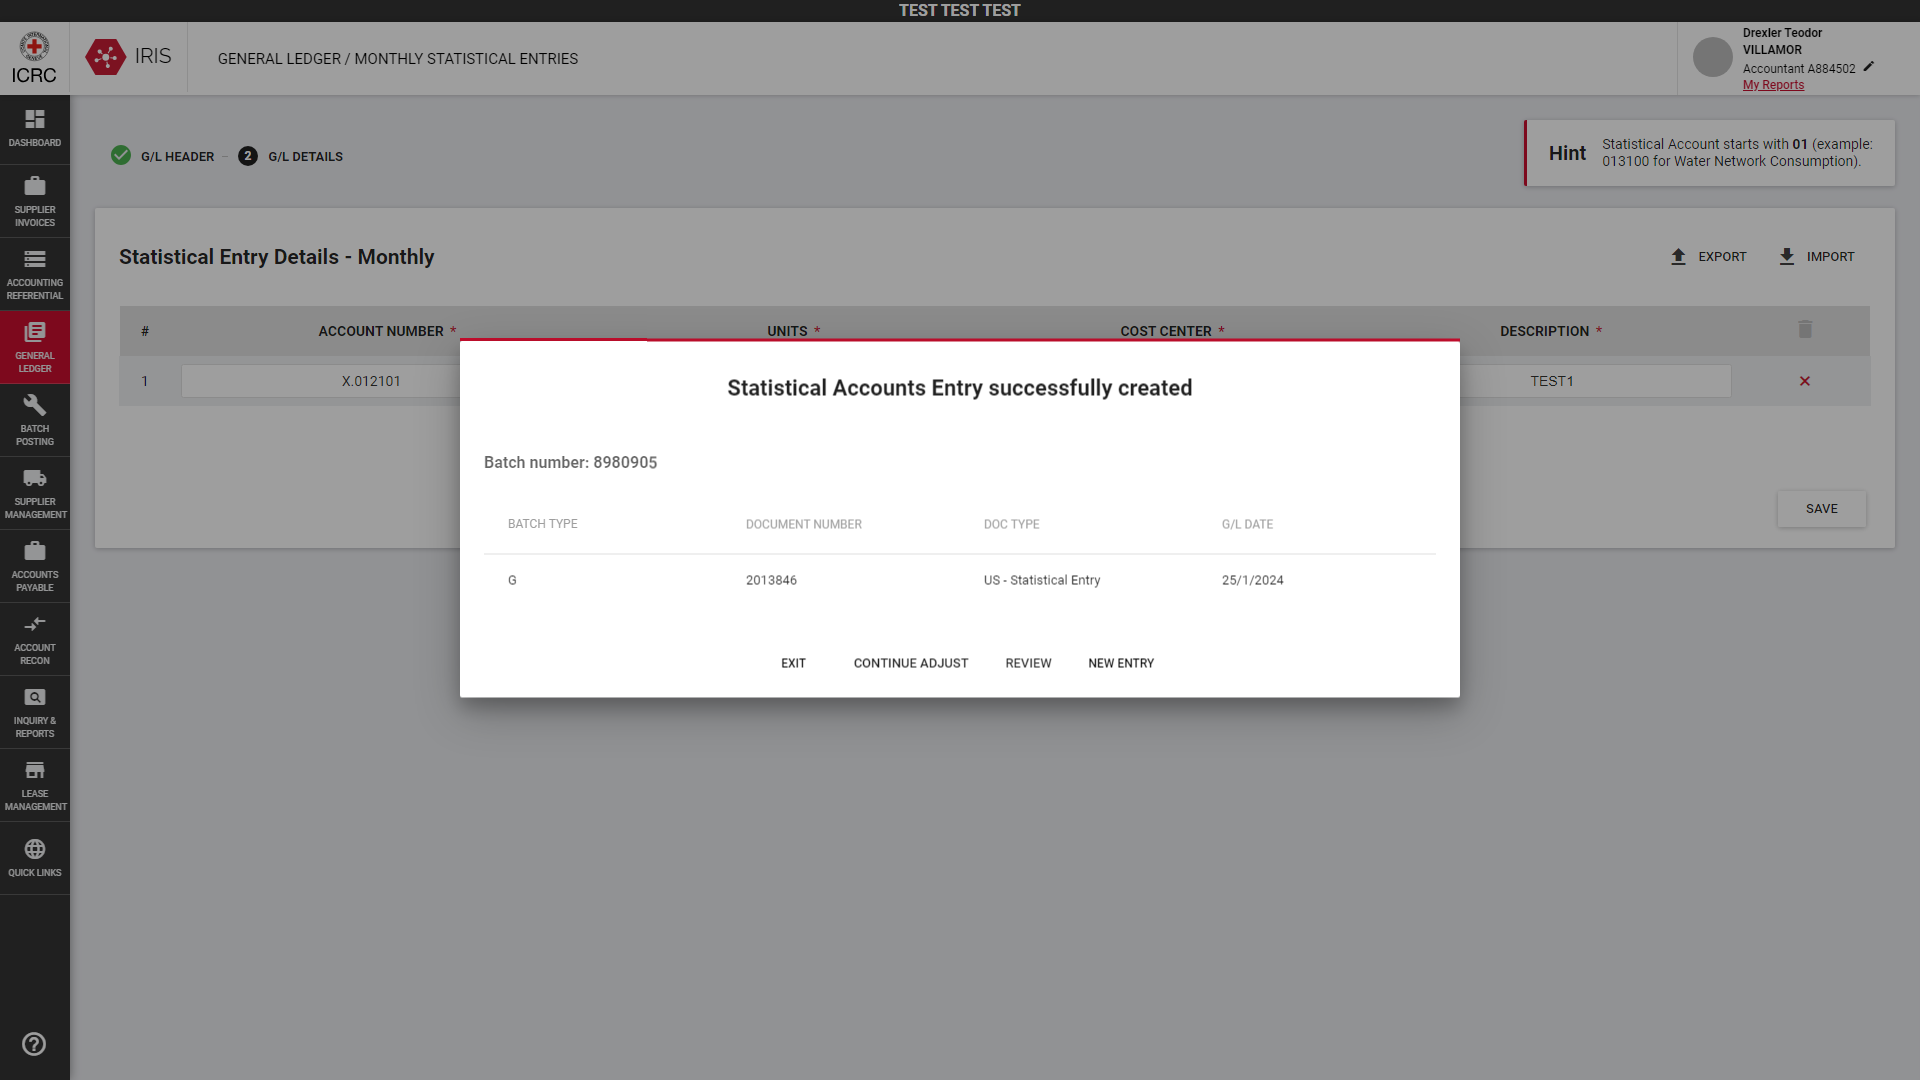 TEST TEST TEST
ICRC
IRIS
GENERAL LEDGER / MONTHLY STATISTICAL ENTRIES
Drexler Teodor
VILLAMOR
Accountant A884502
My Reports
DASHBOARD
SUPPLIER
INVOICES
ACCOUNTING
REFERENTIAL
GENERAL
LEDGER
BATCH
POSTING
SUPPLIER
MANAGEMENT
ACCOUNTS
PAYABLE
ACCOUNT
RECON
INQUIRY &
REPORTS
LEASE
MANAGEMENT
QUICK LINKS
G/L HEADER
2 G/L DETAILS
Hint
Statistical Account starts with 01 (example:
013100 for Water Network Consumption).
Statistical Entry Details - Monthly
EXPORT IMPORT
# ACCOUNT NUMBER * UNITS * COST CENTER * DESCRIPTION *
1 X.012101 TEST1
SAVE
Statistical Accounts Entry successfully created
Batch number: 8980905
BATCH TYPE DOCUMENT NUMBER DOC TYPE G/L DATE
G 2013846 US - Statistical Entry 25/1/2024
EXIT CONTINUE ADJUST REVIEW NEW ENTRY